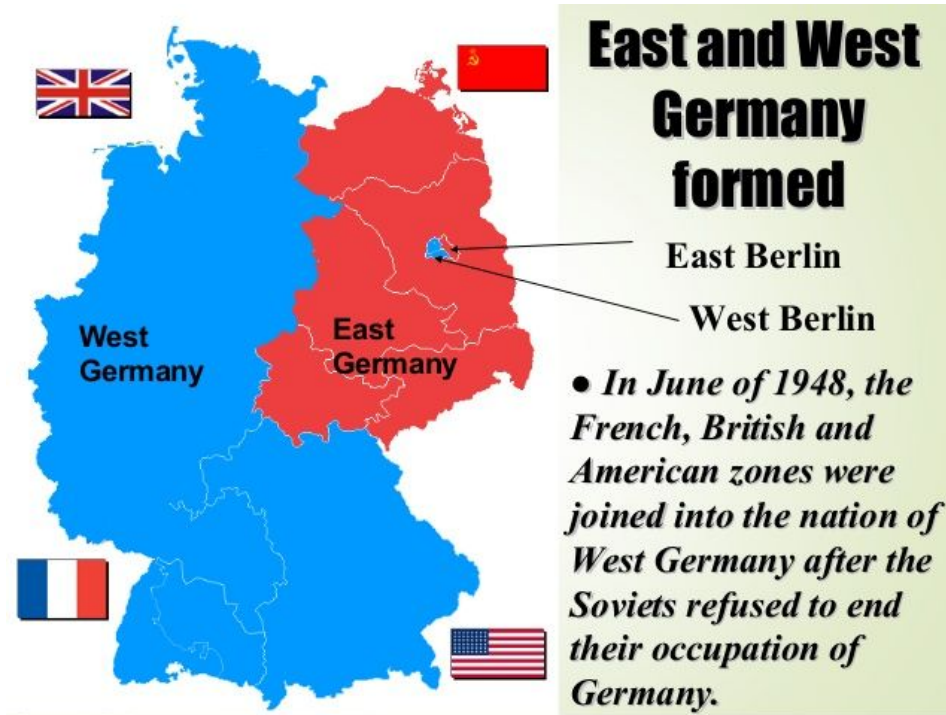 East and West
Germany
formed
East Berlin
West Berlin
West
Germany
East
Germany
● In June of 1948, the
French, British and
American zones were
joined into the nation of
West Germany after the
Soviets refused to end
their occupation of
Germany.